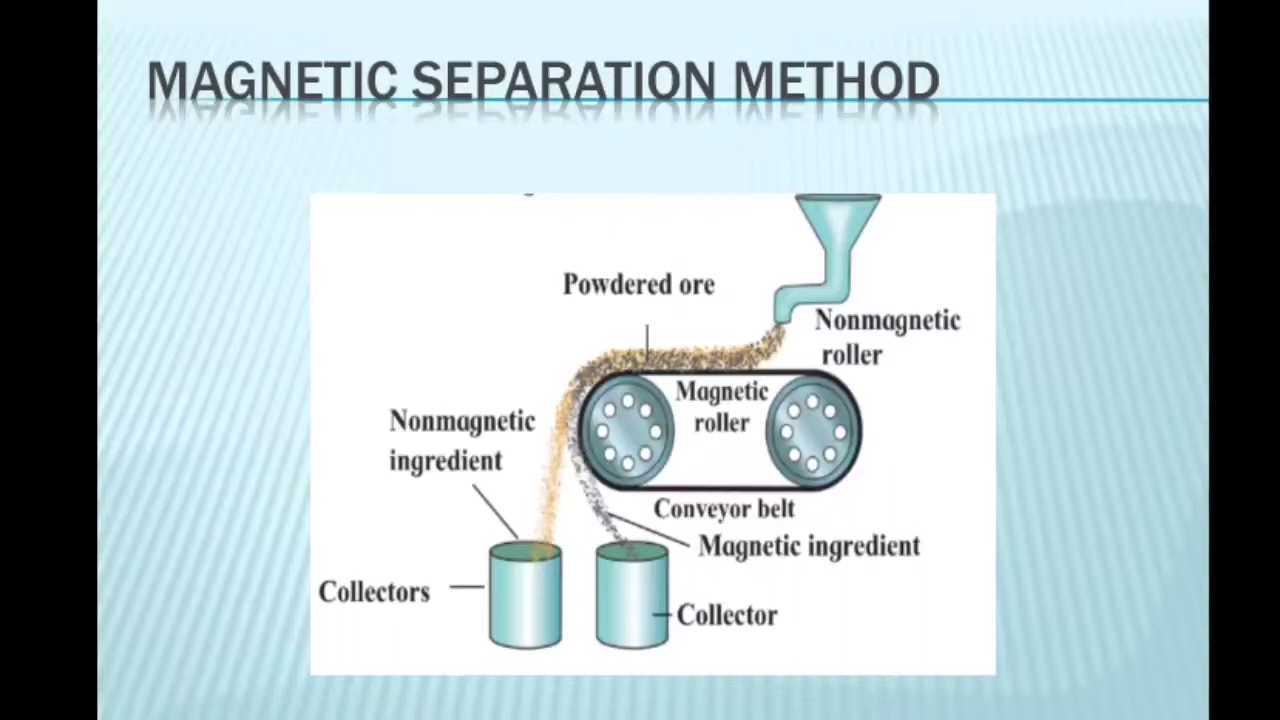 MAGNETIC SEPARATION METHOD
Powdered ore
Nonmagnetic
roller
Magnetic
roller
Nonmagnetic
ingredient
Conveyor belt
Magnetic ingredient
Collectors
Collector